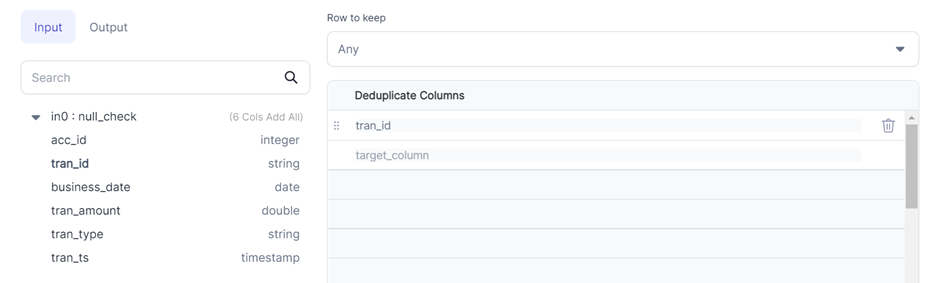 Input Output
Search
in0 : null_check (6 Cols Add All)
acc_id integer
tran_id string
business_date date
tran_amount double
tran_type string
tran_ts timestamp
Row to keep
Any
Deduplicate Columns
tran_id
target_column